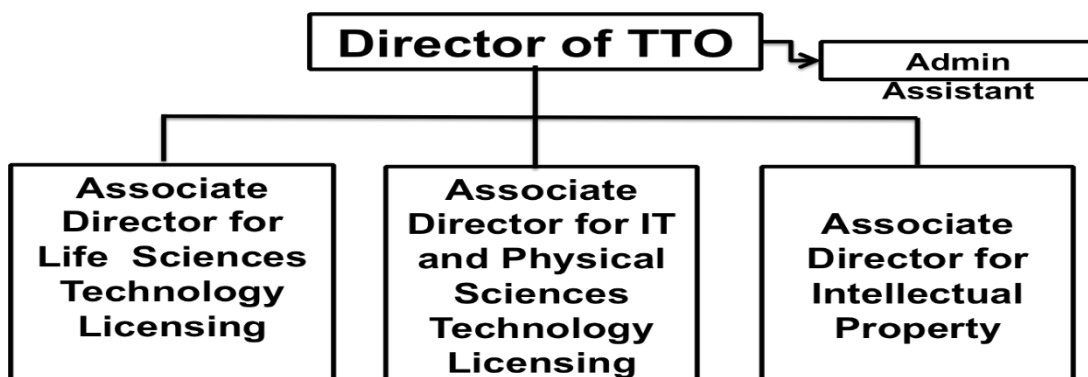 Director of TTO
Admin
Assistant
Associate
Director for
Life Sciences
Technology
Licensing
Associate
Director for IT
and Physical
Sciences
Technology
Licensing
Associate
Director for
Intellectual
Property